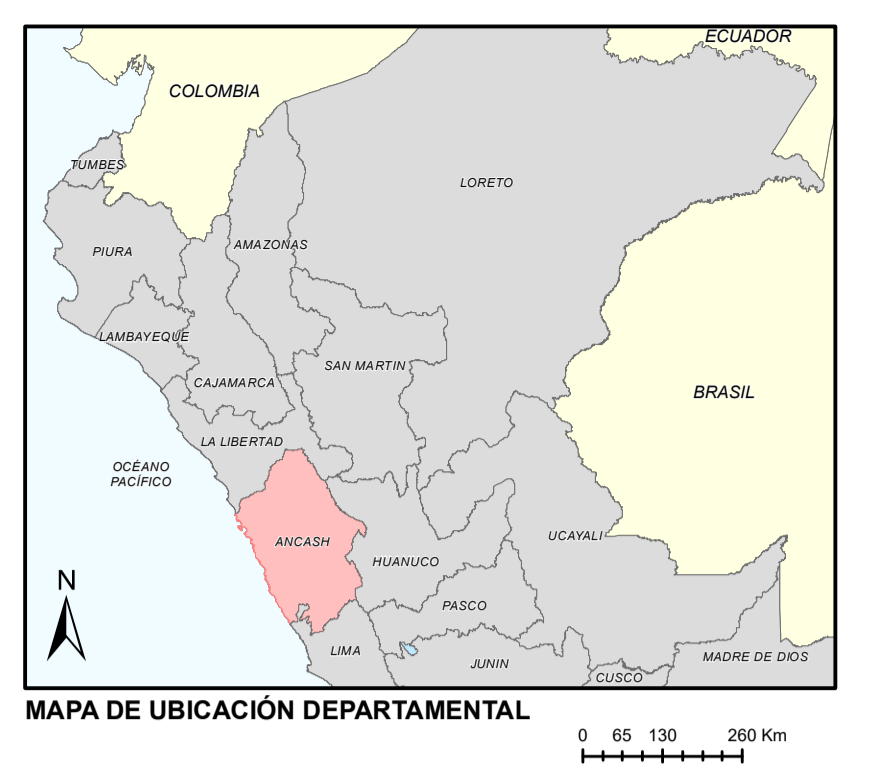 ECUADOR
COLOMBIA
TUMBES
LORETO
AMAZONAS
PIURA
LAMBAYEQUE
SAN MARTIN
CAJAMARCA
BRASIL
LA LIBERTAD
OCÉANO
PACÍFICO
ANCASH
UCAYALI
HUANUCO
N
PASCO
LIMA
JUNIN
MADRE DE DIOS
CUSCO
MAPA DE UBICACIÓN DEPARTAMENTAL
0 65 130 260 Km